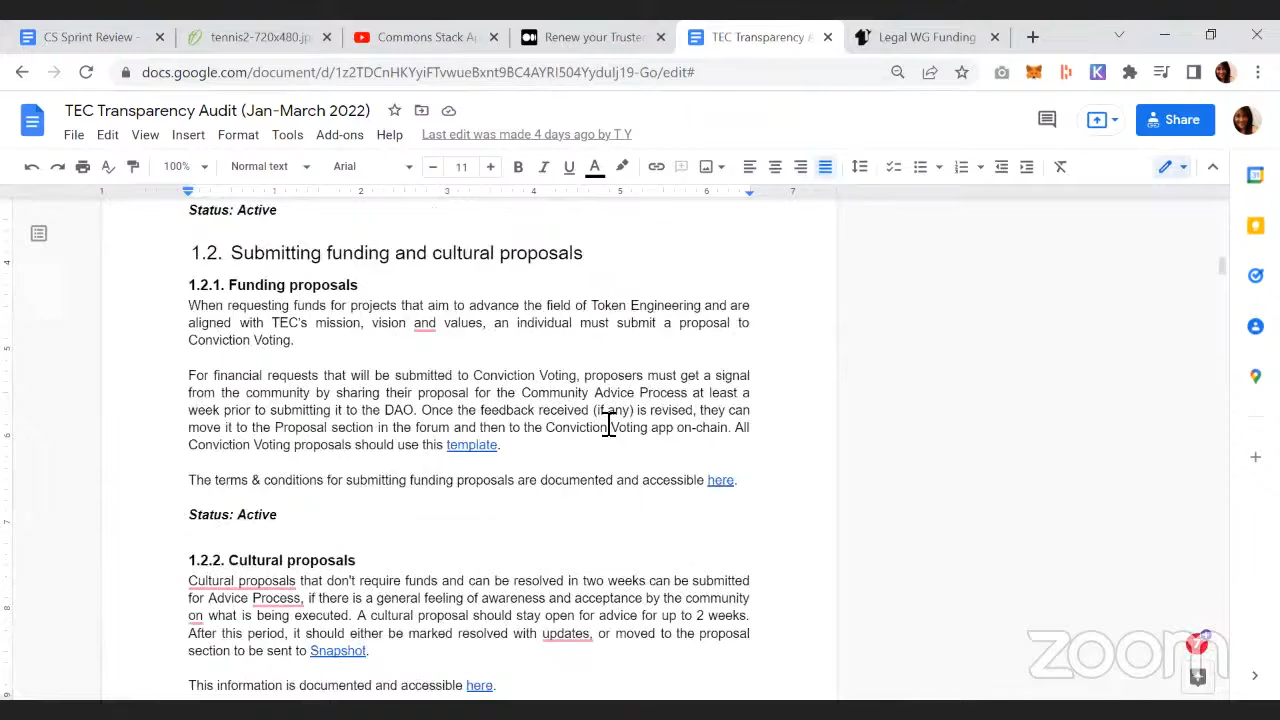 CS Sprint Review -
tennis2-720x480.jp
Commons Stack Ap
Renew your Truste
TEC Transparency A
Legal WG Funding
docs.google.com/document/d/1z2TDCnHKYyiFTvwueBxnt9BC4AYRI504Yydulj19-Go/edit#
TEC Transparency Audit (Jan-March 2022)
File Edit View Insert Format Tools Add-ons Help Last edit was made 4 days ago by T Y
Share
100% Normal text Arial 11
1 1 2 3 4 5 6 7
Status: Active
1.2. Submitting funding and cultural proposals
1.2.1. Funding proposals
When requesting funds for projects that aim to advance the field of Token Engineering and are
aligned with TEC's mission, vision and values, an individual must submit a proposal to
Conviction Voting.
For financial requests that will be submitted to Conviction Voting, proposers must get a signal
from the community by sharing their proposal for the Community Advice Process at least a
week prior to submitting it to the DAO. Once the feedback received (if any) is revised, they can
move it to the Proposal section in the forum and then to the Conviction Voting app on-chain. All
Conviction Voting proposals should use this template.
The terms & conditions for submitting funding proposals are documented and accessible here.
Status: Active
1.2.2. Cultural proposals
Cultural proposals that don't require funds and can be resolved in two weeks can be submitted
for Advice Process, if there is a general feeling of awareness and acceptance by the community
on what is being executed. A cultural proposal should stay open for advice for up to 2 weeks.
After this period, it should either be marked resolved with updates, or moved to the proposal
section to be sent to Snapshot.
This information is documented and accessible here.
zoom